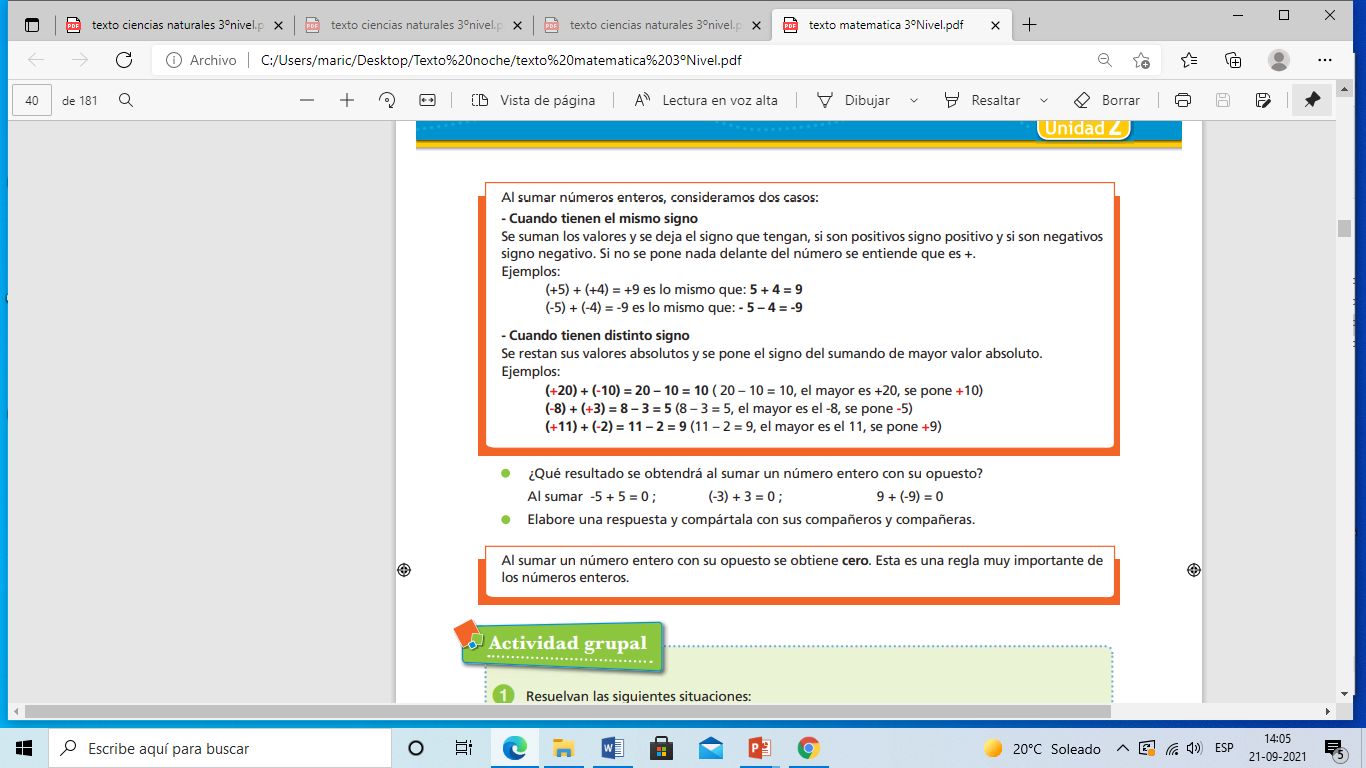 texto ciencias naturales 3ºnivel.p
texto ciencias naturales 3ºnivel.p
texto ciencias naturales 3ºnivel.p
texto matematica 3ºNivel.pdf
Archivo
C:/Users/maric/Desktop/Texto%20noche/texto%20matematica%203ºNivel.pdf
40 de 181
Vista de página
Lectura en voz alta
Dibujar
Resaltar
Borrar
Unidad 2
Al sumar números enteros, consideramos dos casos:
- Cuando tienen el mismo signo
Se suman los valores y se deja el signo que tengan, si son positivos signo positivo y si son negativos
signo negativo. Si no se pone nada delante del número se entiende que es +.
Ejemplos:
(+5) + (+4) = +9 es lo mismo que: 5 + 4 = 9
(-5) + (-4) = -9 es lo mismo que: - 5 – 4 = -9
- Cuando tienen distinto signo
Se restan sus valores absolutos y se pone el signo del sumando de mayor valor absoluto.
Ejemplos:
(+20) + (-10) = 20 – 10 = 10 ( 20 – 10 = 10, el mayor es +20, se pone +10)
(-8) + (+3) = 8 – 3 = 5 (8 – 3 = 5, el mayor es el -8, se pone -5)
(+11) + (-2) = 11 – 2 = 9 (11 – 2 = 9, el mayor es el 11, se pone +9)
¿Qué resultado se obtendrá al sumar un número entero con su opuesto?
Al sumar -5 + 5 = 0 ; (-3) + 3 = 0 ; 9 + (-9) = 0
Elabore una respuesta y compártala con sus compañeros y compañeras.
Al sumar un número entero con su opuesto se obtiene cero. Esta es una regla muy importante de
los números enteros.
Actividad grupal
1 Resuelvan las siguientes situaciones:
Escribe aquí para buscar
20°C Soleado
ESP
14:05
21-09-2021
5